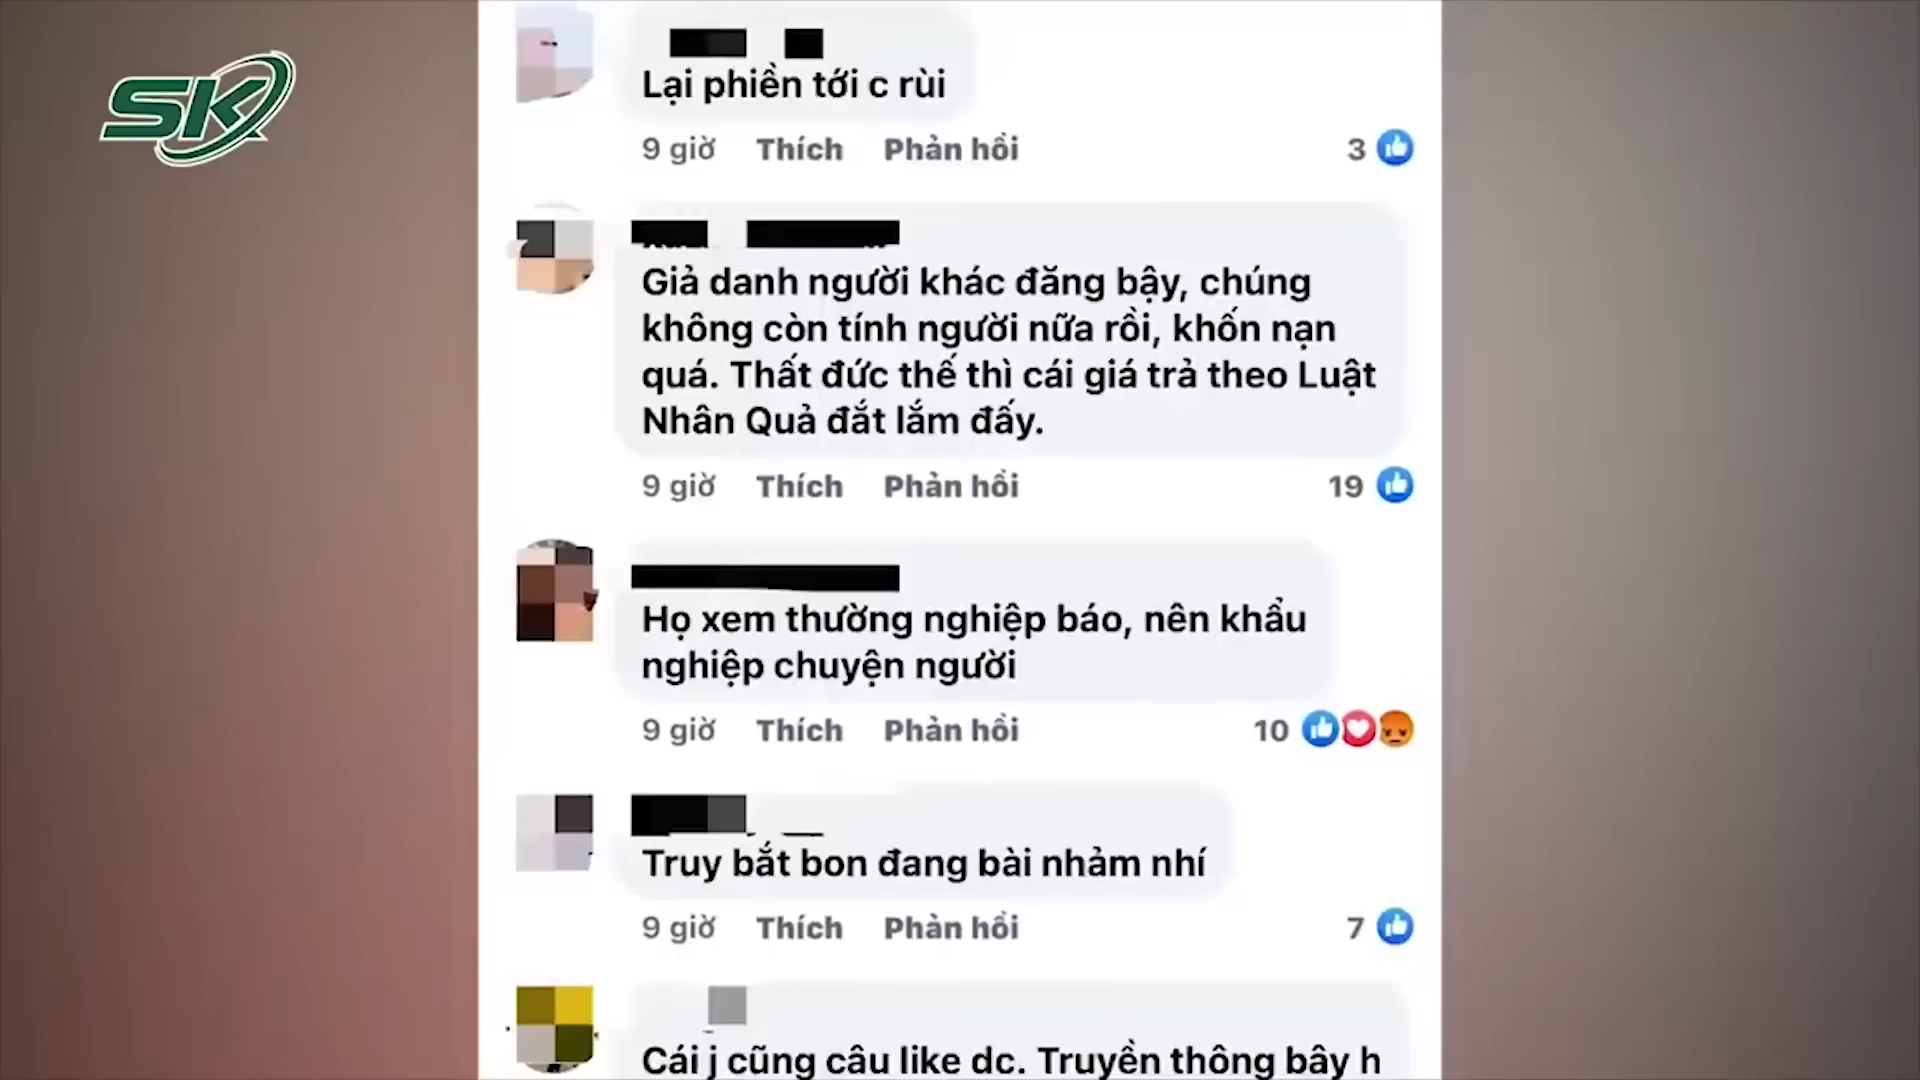 SK
Lại phiền tới c rùi
9 giờ Thích Phản hồi 3
Giả danh người khác đăng bậy, chúng
không còn tính người nữa rồi, khốn nạn
quá. Thất đức thế thì cái giá trả theo Luật
Nhân Quả đắt lắm đấy.
9 giờ Thích Phản hồi 19
Họ xem thường nghiệp báo, nên khẩu
nghiệp chuyện người
9 giờ Thích Phản hồi 10
Truy bắt bon đang bài nhảm nhí
9 giờ Thích Phản hồi 7
Cái j cũng câu like dc. Truyền thông bây h